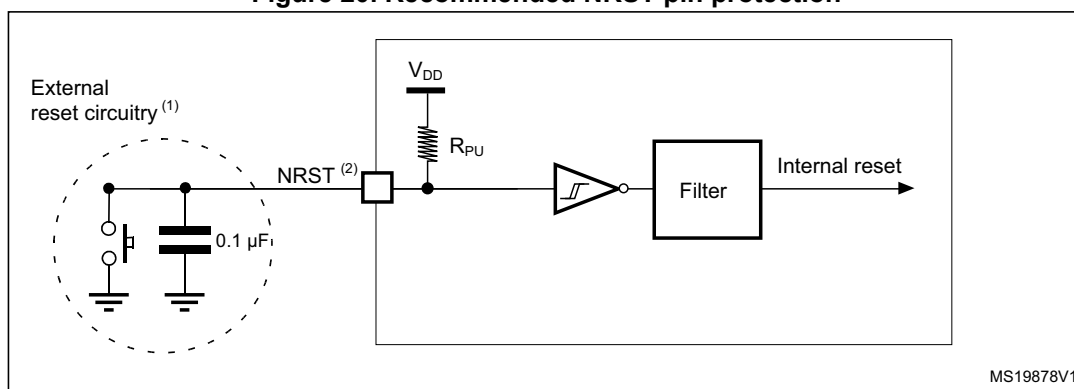 Figure 20. Recommended NRST pin protection
External
reset circuitry (1)
VDD
RPU
NRST (2)
0.1 µF
Filter
Internal reset
MS19878V1